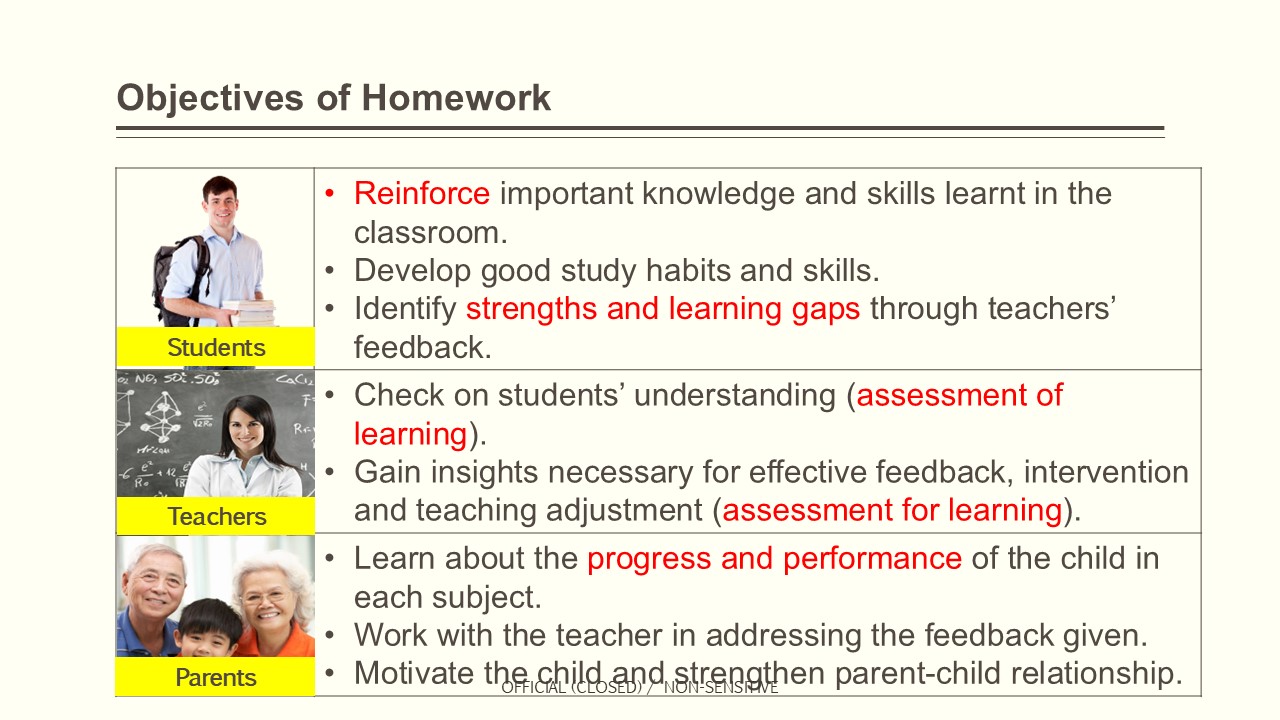 Objectives of Homework
• Reinforce important knowledge and skills learnt in the
classroom.
• Develop good study habits and skills.
• Identify strengths and learning gaps through teachers’
feedback.
Students
• Check on students’ understanding (assessment of
learning).
• Gain insights necessary for effective feedback, intervention
and teaching adjustment (assessment for learning).
Teachers
• Learn about the progress and performance of the child in
each subject.
• Work with the teacher in addressing the feedback given.
• Motivate the child and strengthen parent-child relationship.
Parents
OFFICIAL (CLOSED) / NON-SENSITIVE